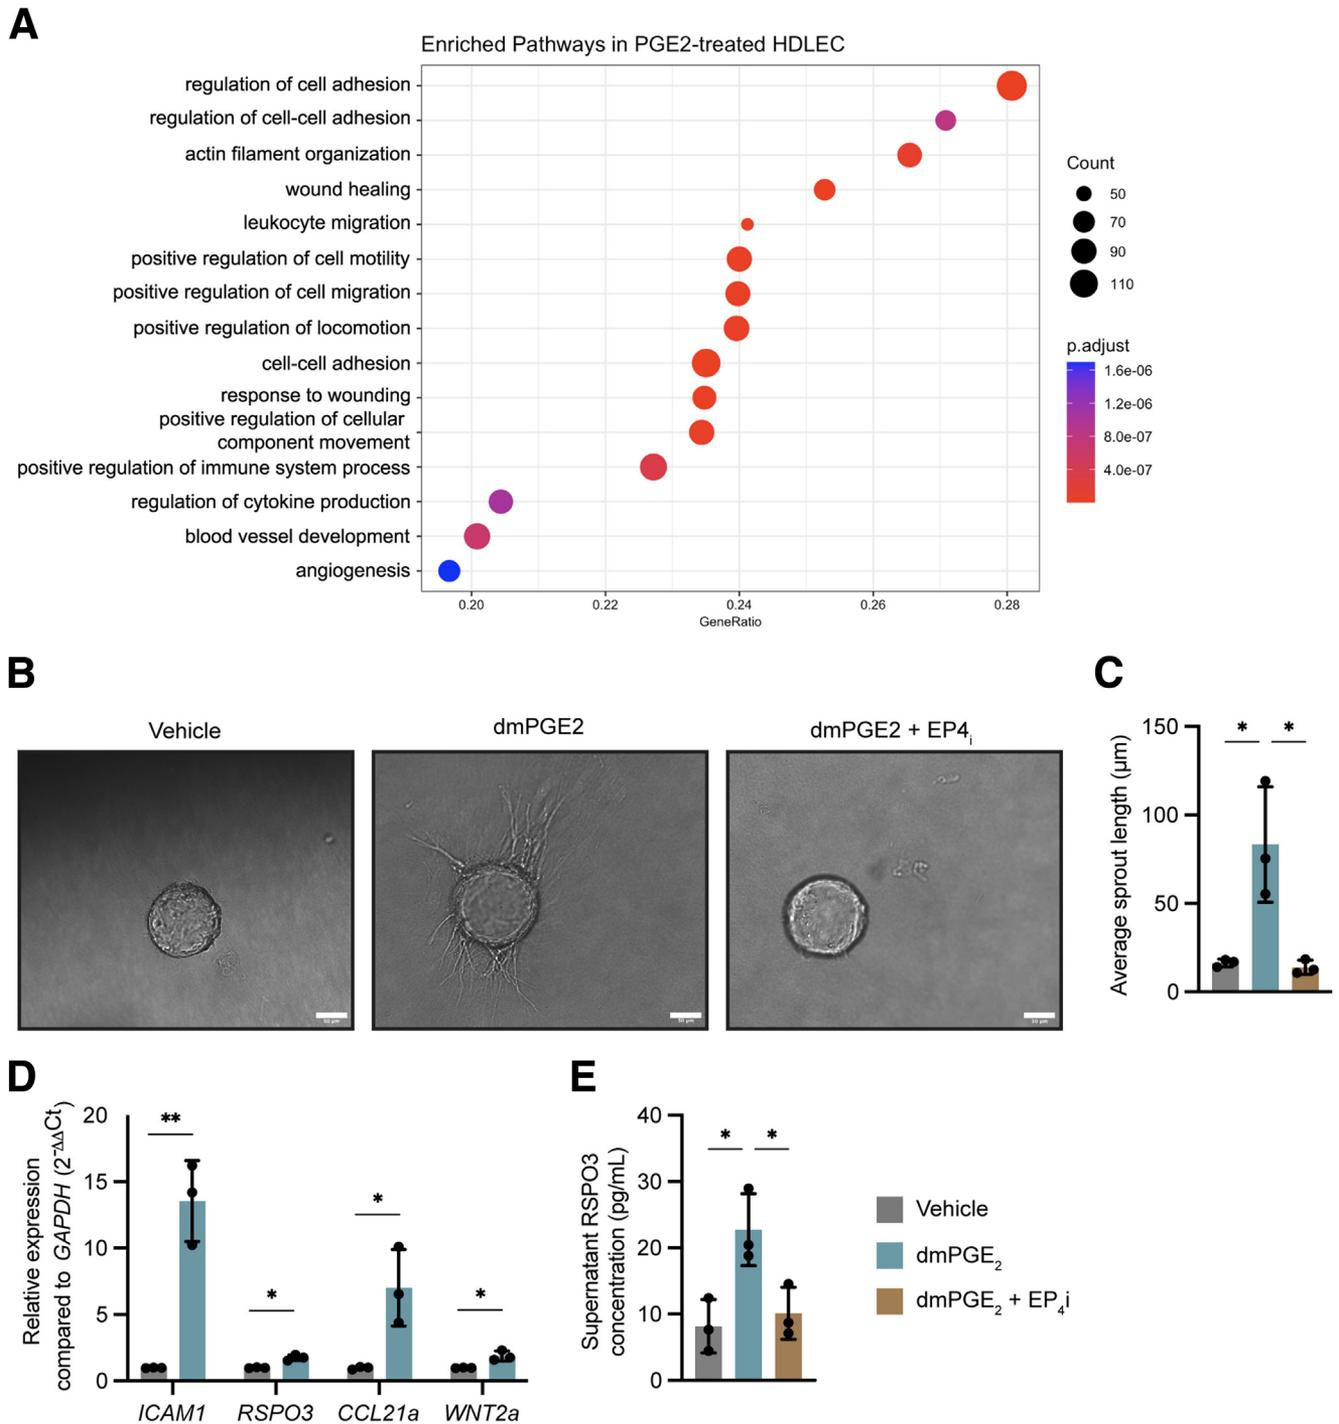 A
Enriched Pathways in PGE2-treated HDLEC
regulation of cell adhesion
regulation of cell-cell adhesion
actin filament organization
wound healing
leukocyte migration
positive regulation of cell motility
positive regulation of cell migration
positive regulation of locomotion
cell-cell adhesion
response to wounding
positive regulation of cellular
component movement
positive regulation of immune system process
regulation of cytokine production
blood vessel development
angiogenesis
0.20 0.22 0.24 0.26 0.28
GeneRatio
Count
50
70
90
110
p.adjust
1.6e-06
1.2e-06
8.0e-07
4.0e-07
B
Vehicle
dmPGE2
dmPGE2 + EP4i
50 µm
C
Average sprout length (µm)
150
100
50
0
* *
D
Relative expression
compared to GAPDH (2-ΔΔCt)
20
15
10
5
0
**
*
*
*
ICAM1 RSPO3 CCL21a WNT2a
E
Supernatant RSPO3
concentration (pg/mL)
40
30
20
10
0
* *
Vehicle
dmPGE2
dmPGE2 + EP4i